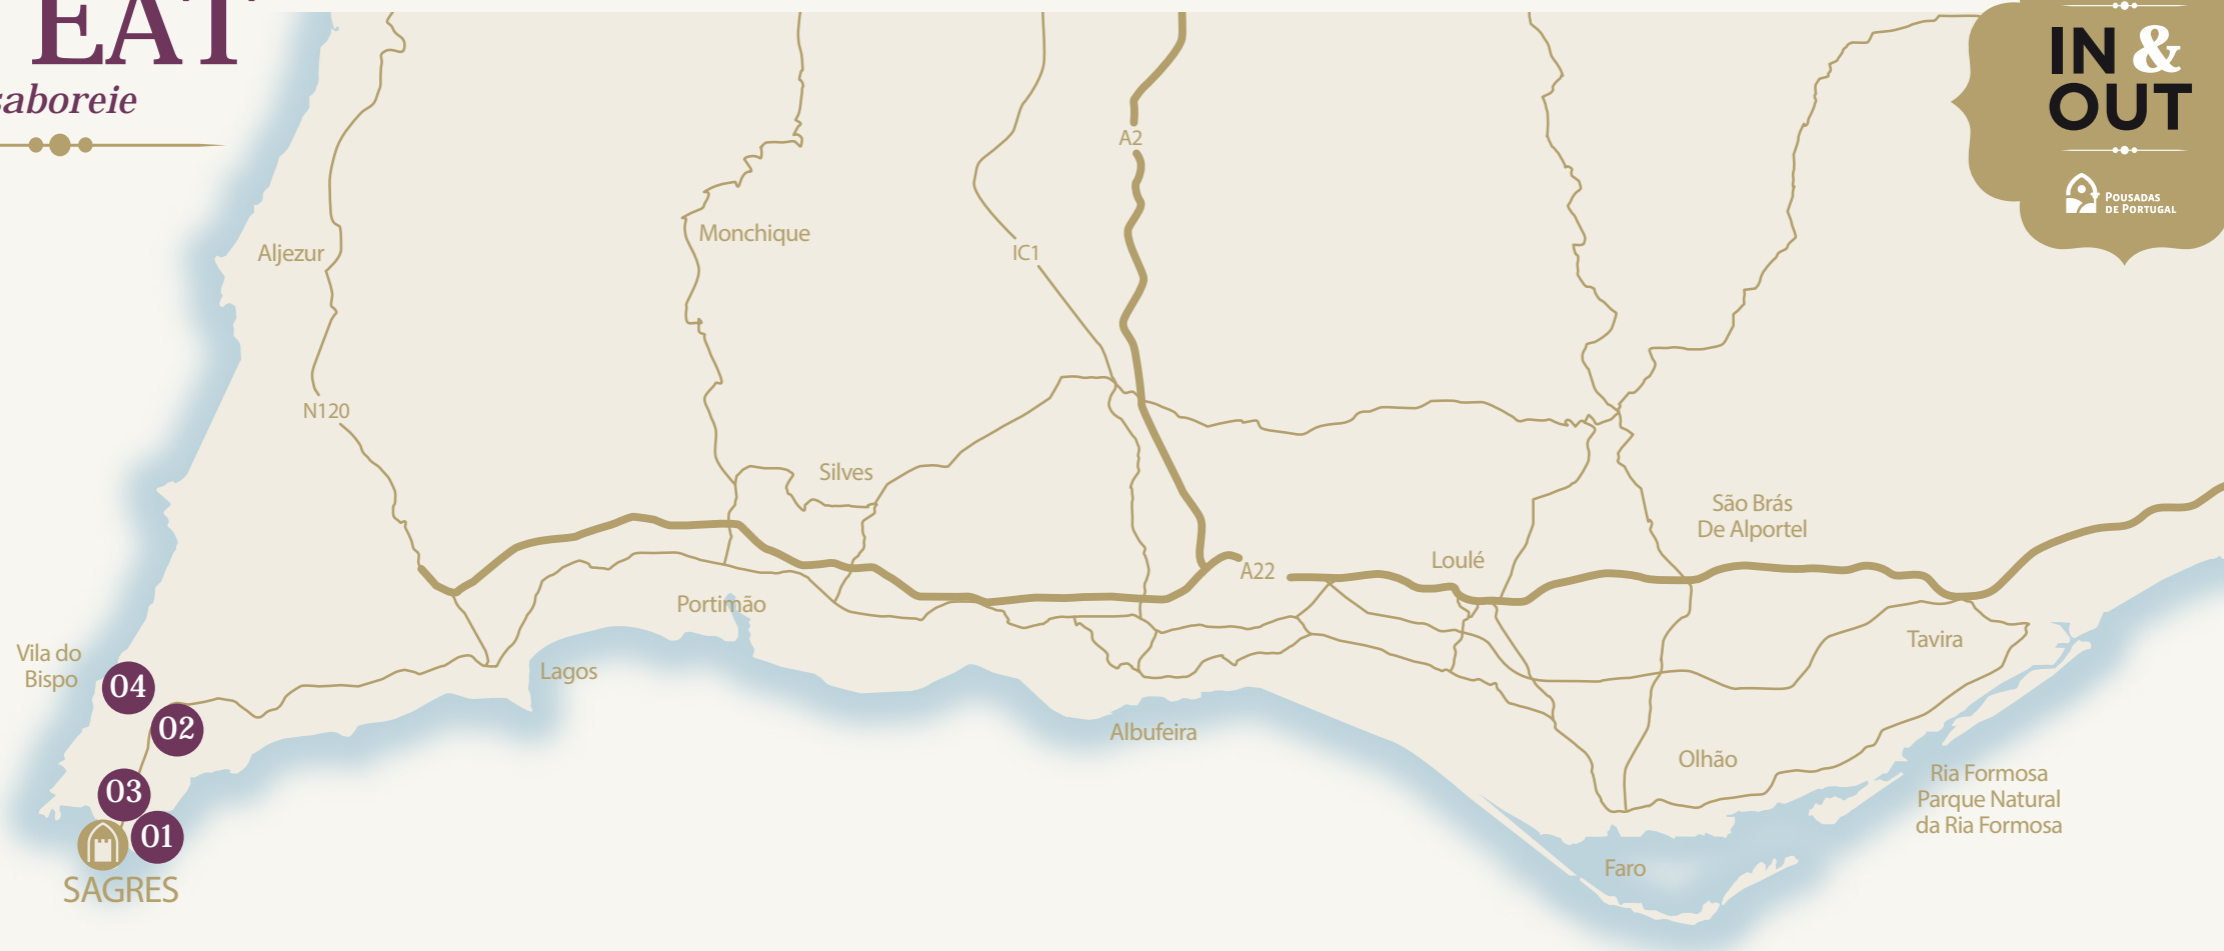 EAT
saboreie
IN &
OUT
POUSADAS
DE PORTUGAL
A2
Monchique
Aljezur
IC1
N120
Silves
São Brás
De Alportel
Loulé
A22
Portimão
Tavira
Vila do
Bispo
Lagos
04
02
Albufeira
Olhão
Ria Formosa
Parque Natural
da Ria Formosa
03
01
Faro
SAGRES